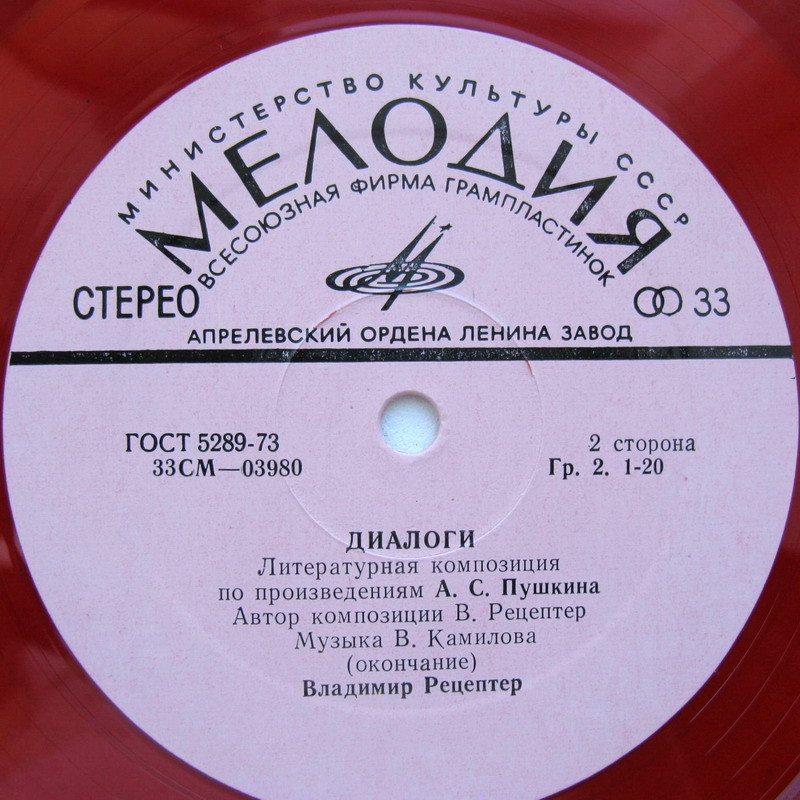 МИНИСТЕРСТВО КУЛЬТУРЫ СССР
МЕЛОДИЯ
ВСЕСОЮЗНАЯ ФИРМА ГРАМПЛАСТИНОК
СТЕРЕО
33
АПРЕЛЕВСКИЙ ОРДЕНА ЛЕНИНА ЗАВОД
ГОСТ 5289-73
2 сторона
33СМ—03980
Гр. 2. 1-20
ДИАЛОГИ
Литературная композиция
по произведениям А. С. Пушкина
Автор композиции В. Рецептер
Музыка В. Камилова
(окончание)
Владимир Рецептер